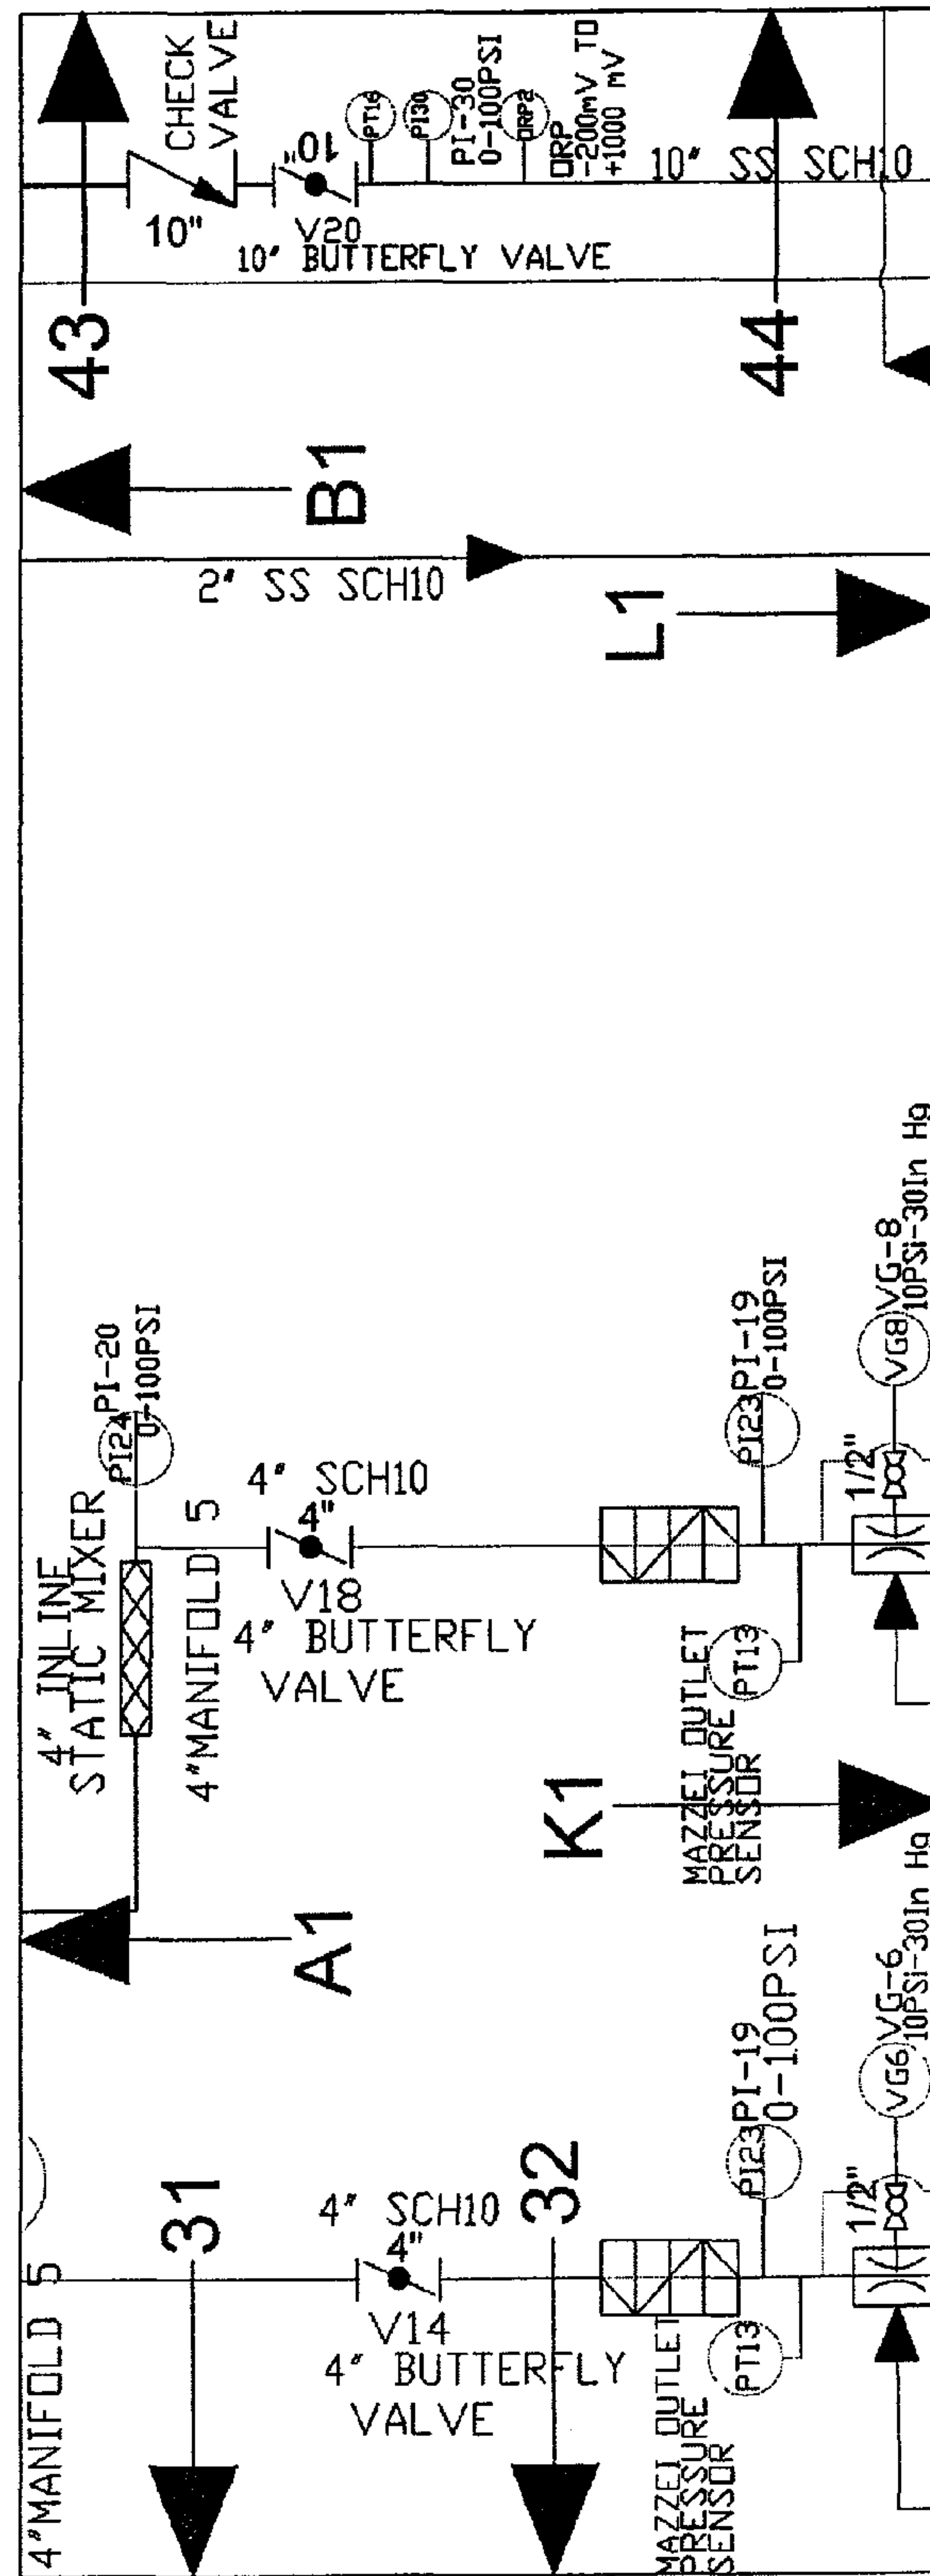 43
CHECK
VALVE
10"
10"
V20
10" BUTTERFLY VALVE
PT16
PI30
PI-30
0-100PSI
ORP2
ORP
-200mV TO
+1000 mV
10" SS SCH10
44
B1
2" SS SCH10
L1
4" INLINE
STATIC MIXER
PI24
PI-20
0-100PSI
4"MANIFOLD 5
4" SCH10
4"
V18
4" BUTTERFLY
VALVE
PI23
PI-19
0-100PSI
VG8
VG-8
10PSi-30In Hg
1/2"
PT13
MAZZEI OUTLET
PRESSURE
SENSOR
K1
A1
31
32
4"MANIFOLD 5
4" SCH10
4"
V14
4" BUTTERFLY
VALVE
PI23
PI-19
0-100PSI
VG6
VG-6
10PSi-30In Hg
1/2"
PT13
MAZZEI OUTLET
PRESSURE
SENSOR